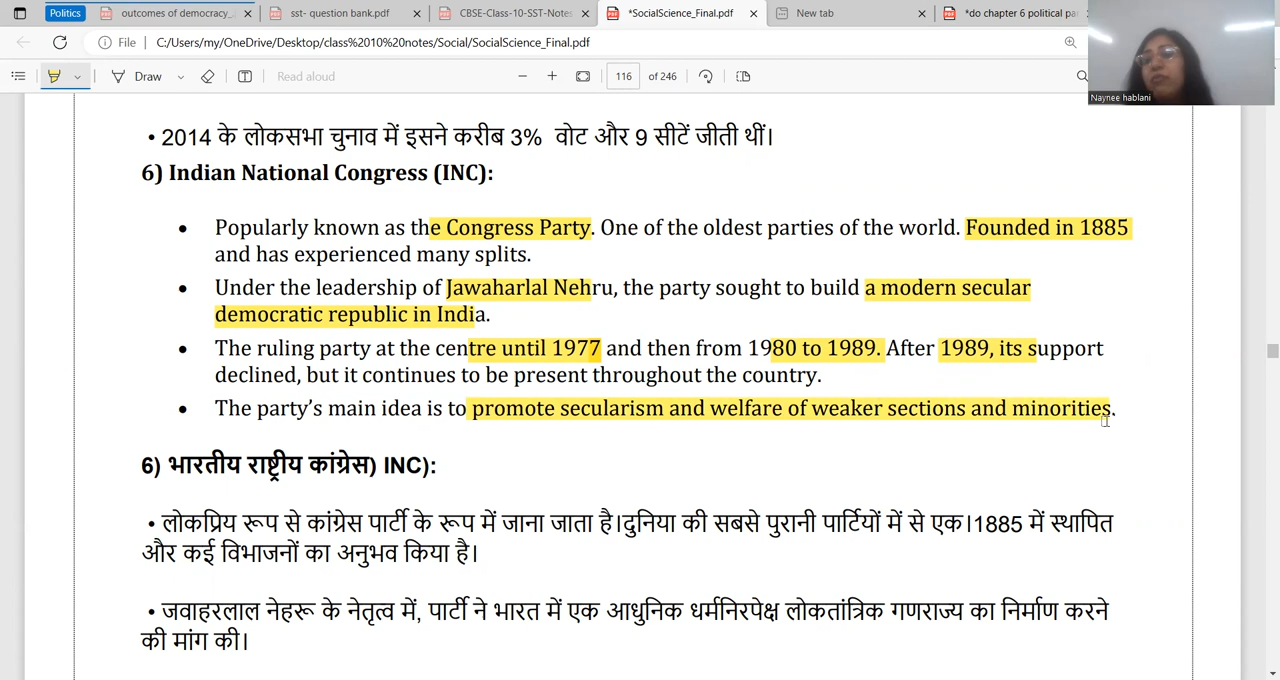 Politics
outcomes of democracy_
sst- question bank.pdf
CBSE-Class-10-SST-Notes
*SocialScience_Final.pdf
New tab
*do chapter 6 political pa
File
C:/Users/my/OneDrive/Desktop/class%2010%20notes/Social/SocialScience_Final.pdf
Draw
Read aloud
116 of 246
Naynee hablani
• 2014 के लोकसभा चुनाव में इसने करीब 3% वोट और 9 सीटें जीती थीं।
6) Indian National Congress (INC):
• Popularly known as the Congress Party. One of the oldest parties of the world. Founded in 1885
and has experienced many splits.
• Under the leadership of Jawaharlal Nehru, the party sought to build a modern secular
democratic republic in India.
• The ruling party at the centre until 1977 and then from 1980 to 1989. After 1989, its support
declined, but it continues to be present throughout the country.
• The party's main idea is to promote secularism and welfare of weaker sections and minorities.
6) भारतीय राष्ट्रीय कांग्रेस) INC):
• लोकप्रिय रूप से कांग्रेस पार्टी के रूप में जाना जाता है।दुनिया की सबसे पुरानी पार्टियों में से एक।1885 में स्थापित
और कई विभाजनों का अनुभव किया है।
• जवाहरलाल नेहरू के नेतृत्व में, पार्टी ने भारत में एक आधुनिक धर्मनिरपेक्ष लोकतांत्रिक गणराज्य का निर्माण करने
की मांग की।